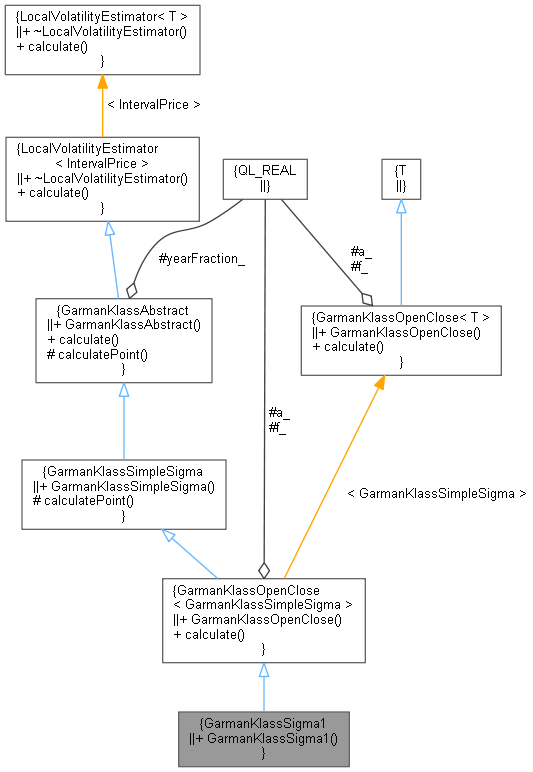 {LocalVolatilityEstimator< T >
||+ ~LocalVolatilityEstimator()
+ calculate()
}
< IntervalPrice >
{LocalVolatilityEstimator
< IntervalPrice >
||+ ~LocalVolatilityEstimator()
+ calculate()
}
{QL_REAL
||}
{T
||}
#yearFraction_
#a_
#f_
{GarmanKlassAbstract
||+ GarmanKlassAbstract()
+ calculate()
# calculatePoint()
}
{GarmanKlassOpenClose< T >
||+ GarmanKlassOpenClose()
+ calculate()
}
#a_
#f_
{GarmanKlassSimpleSigma
||+ GarmanKlassSimpleSigma()
# calculatePoint()
}
< GarmanKlassSimpleSigma >
{GarmanKlassOpenClose
< GarmanKlassSimpleSigma >
||+ GarmanKlassOpenClose()
+ calculate()
}
{GarmanKlassSigma1
||+ GarmanKlassSigma1()
}